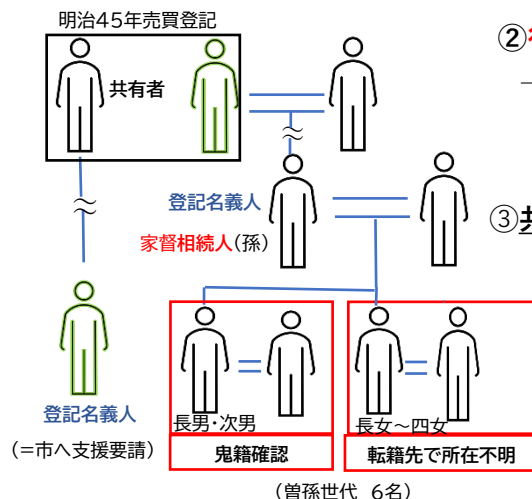 明治45年売買登記
②
共有者
登記名義人
家督相続人(孫)
③共
登記名義人
(=市へ支援要請)
長男・次男
鬼籍確認
長女～四女
転籍先で所在不明
(曽孫世代 6名)